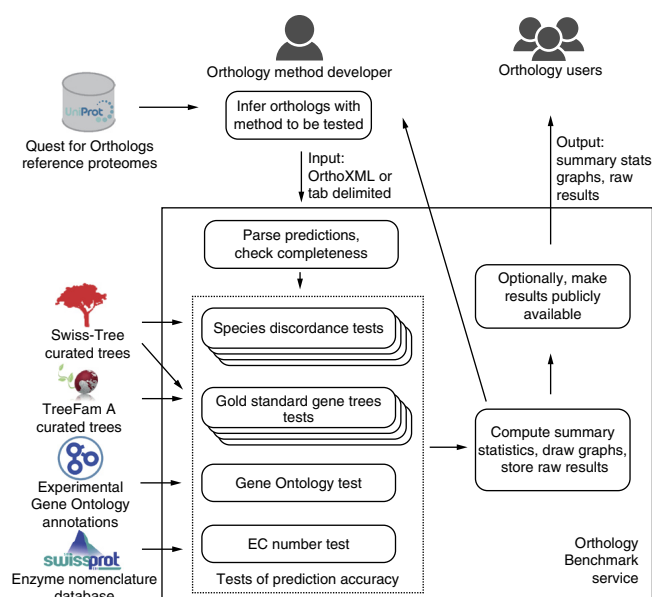 Orthology method developer
Orthology users
UniProt
Quest for Orthologs
reference proteomes
Infer orthologs with
method to be tested
Input:
OrthoXML or
tab delimited
Output:
summary stats
graphs, raw
results
Parse predictions,
check completeness
Optionally, make
results publicly
available
Swiss-Tree
curated trees
Species discordance tests
TreeFam A
curated trees
Gold standard gene trees
tests
Compute summary
statistics, draw graphs,
store raw results
Experimental
Gene Ontology
annotations
Gene Ontology test
swissprot
Enzyme nomenclature
database
EC number test
Tests of prediction accuracy
Orthology
Benchmark
service